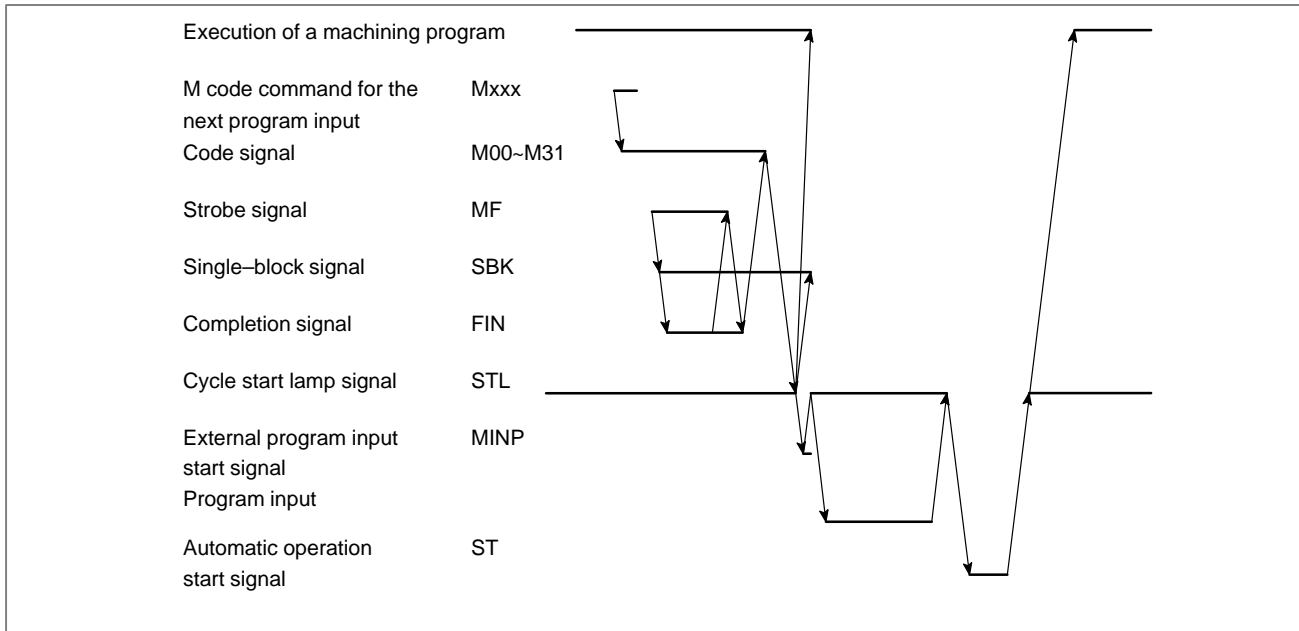 Execution of a machining program
M code command for the Mxxx
next program input
Code signal M00~M31
Strobe signal MF
Single–block signal SBK
Completion signal FIN
Cycle start lamp signal STL
External program input MINP
start signal
Program input
Automatic operation ST
start signal